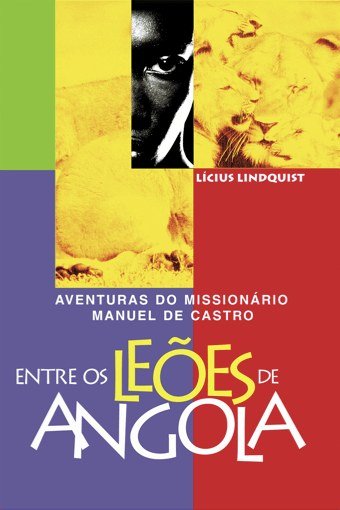 LÍCIUS LINDQUIST
AVENTURAS DO MISSIONÁRIO
MANUEL DE CASTRO
ENTRE OS LEÕES DE
ANGOLA